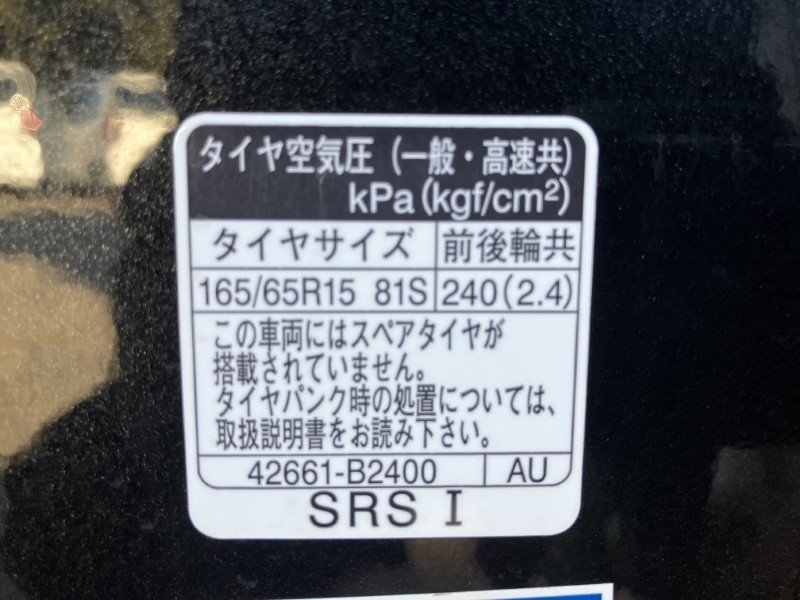 タイヤ空気圧 (一般・高速共)
kPa(kgf/cm²)
タイヤサイズ 前後輪共
165/65R15 81S 240(2.4)
この車両にはスペアタイヤが
搭載されていません。
タイヤパンク時の処置については、
取扱説明書をお読み下さい。
42661-B2400 AU
SRS I